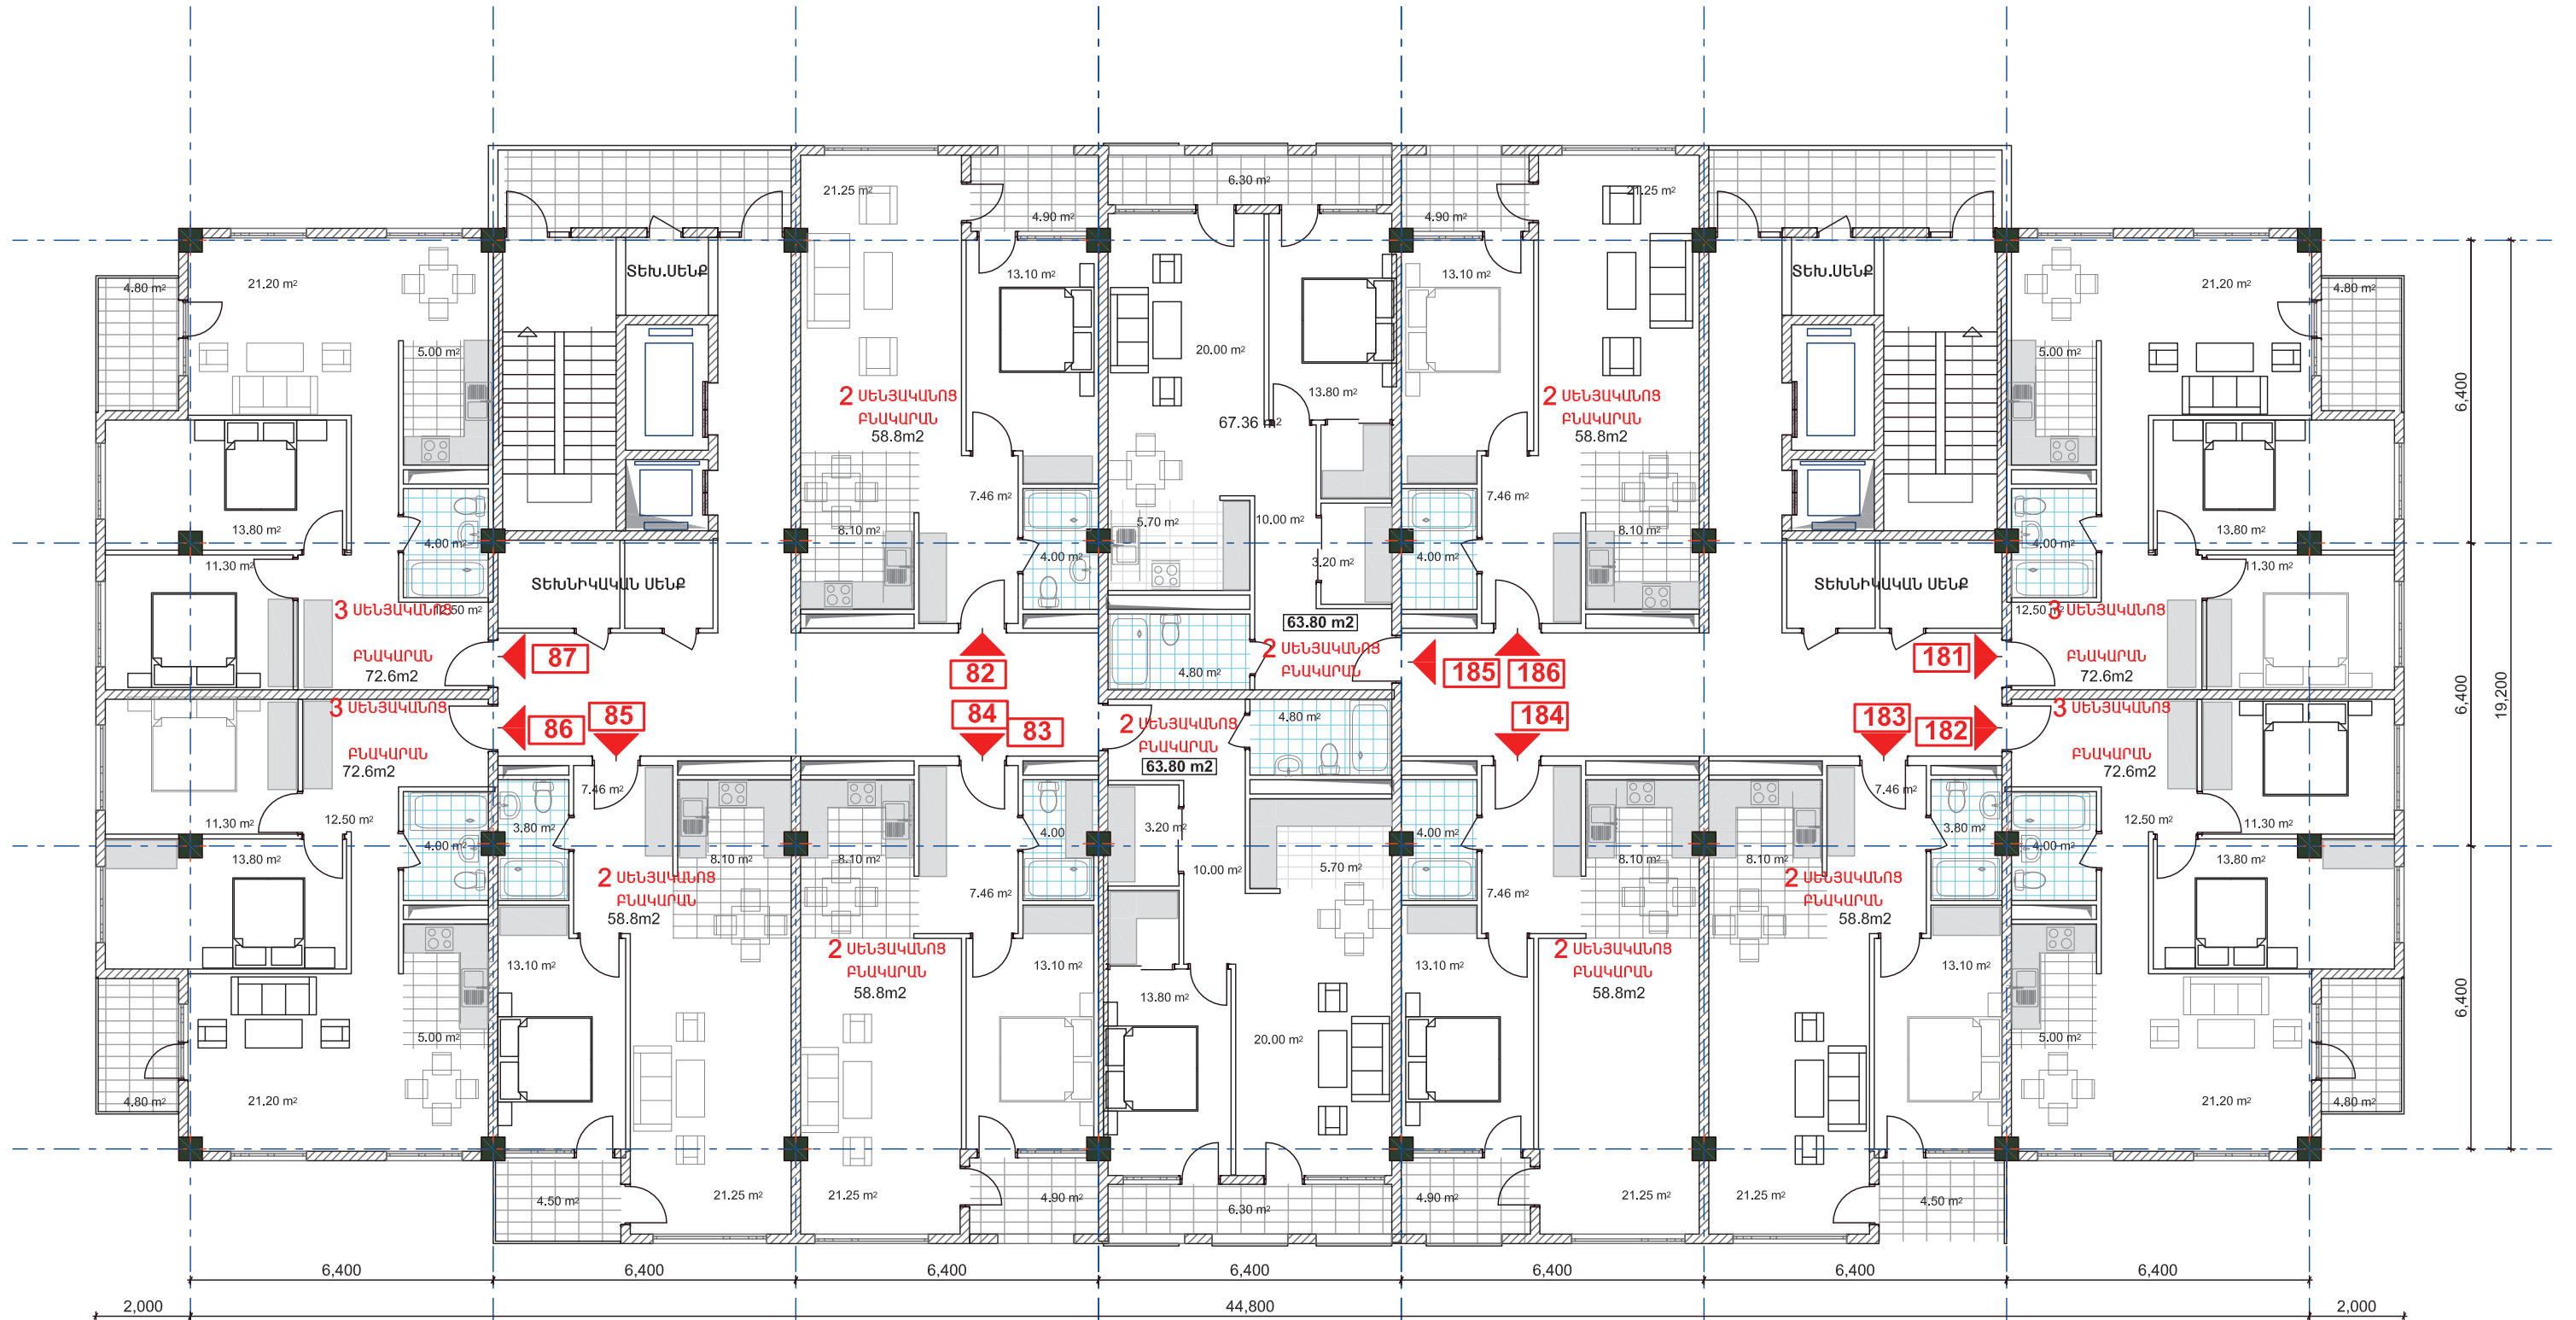 6.30 m²
21.25 m²
4.90 m²
4.90 m²
21.25 m²
ՏԵԽ.ՍԵՆՔ
13.10 m²
13.10 m²
ՏԵԽ.ՍԵՆՔ
4.80 m²
21.20 m²
21.20 m²
4.80 m²
5.00 m²
20.00 m²
5.00 m²
2 ՍԵՆՅԱԿԱՆՈՑ
ԲՆԱԿԱՐԱՆ
58.8m2
13.80 m²
67.36 m²
2 ՍԵՆՅԱԿԱՆՈՑ
ԲՆԱԿԱՐԱՆ
58.8m2
7.46 m²
7.46 m²
13.80 m²
8.10 m²
5.70 m²
10.00 m²
8.10 m²
13.80 m²
4.00 m²
4.00 m²
3.20 m²
4.00 m²
4.00 m²
11.30 m²
ՏԵԽՆԻԿԱԿԱՆ ՍԵՆՔ
ՏԵԽՆԻԿԱԿԱՆ ՍԵՆՔ
11.30 m²
12.50 m²
3 ՍԵՆՅԱԿԱՆՈՑ
ԲՆԱԿԱՐԱՆ
72.6m2
63.80 m2
2 ՍԵՆՅԱԿԱՆՈՑ
ԲՆԱԿԱՐԱՆ
4.80 m²
12.50 m²
3 ՍԵՆՅԱԿԱՆՈՑ
ԲՆԱԿԱՐԱՆ
72.6m2
87
82
185
186
181
86
85
84
83
184
183
182
3 ՍԵՆՅԱԿԱՆՈՑ
ԲՆԱԿԱՐԱՆ
72.6m2
2 ՍԵՆՅԱԿԱՆՈՑ
ԲՆԱԿԱՐԱՆ
63.80 m2
4.80 m²
3 ՍԵՆՅԱԿԱՆՈՑ
ԲՆԱԿԱՐԱՆ
72.6m2
7.46 m²
7.46 m²
11.30 m²
12.50 m²
3.80 m²
4.00
3.20 m²
4.00 m²
3.80 m²
12.50 m²
11.30 m²
13.80 m²
4.00 m²
8.10 m²
8.10 m²
10.00 m²
5.70 m²
8.10 m²
8.10 m²
4.00 m²
13.80 m²
2 ՍԵՆՅԱԿԱՆՈՑ
ԲՆԱԿԱՐԱՆ
58.8m2
7.46 m²
7.46 m²
2 ՍԵՆՅԱԿԱՆՈՑ
ԲՆԱԿԱՐԱՆ
58.8m2
2 ՍԵՆՅԱԿԱՆՈՑ
ԲՆԱԿԱՐԱՆ
58.8m2
2 ՍԵՆՅԱԿԱՆՈՑ
ԲՆԱԿԱՐԱՆ
58.8m2
13.10 m²
13.10 m²
13.80 m²
13.10 m²
13.10 m²
5.00 m²
20.00 m²
5.00 m²
4.80 m²
21.20 m²
21.20 m²
4.80 m²
4.50 m²
21.25 m²
21.25 m²
4.90 m²
6.30 m²
4.90 m²
21.25 m²
21.25 m²
4.50 m²
6,400
6,400
6,400
19,200
6,400
6,400
6,400
6,400
6,400
6,400
6,400
2,000
44,800
2,000